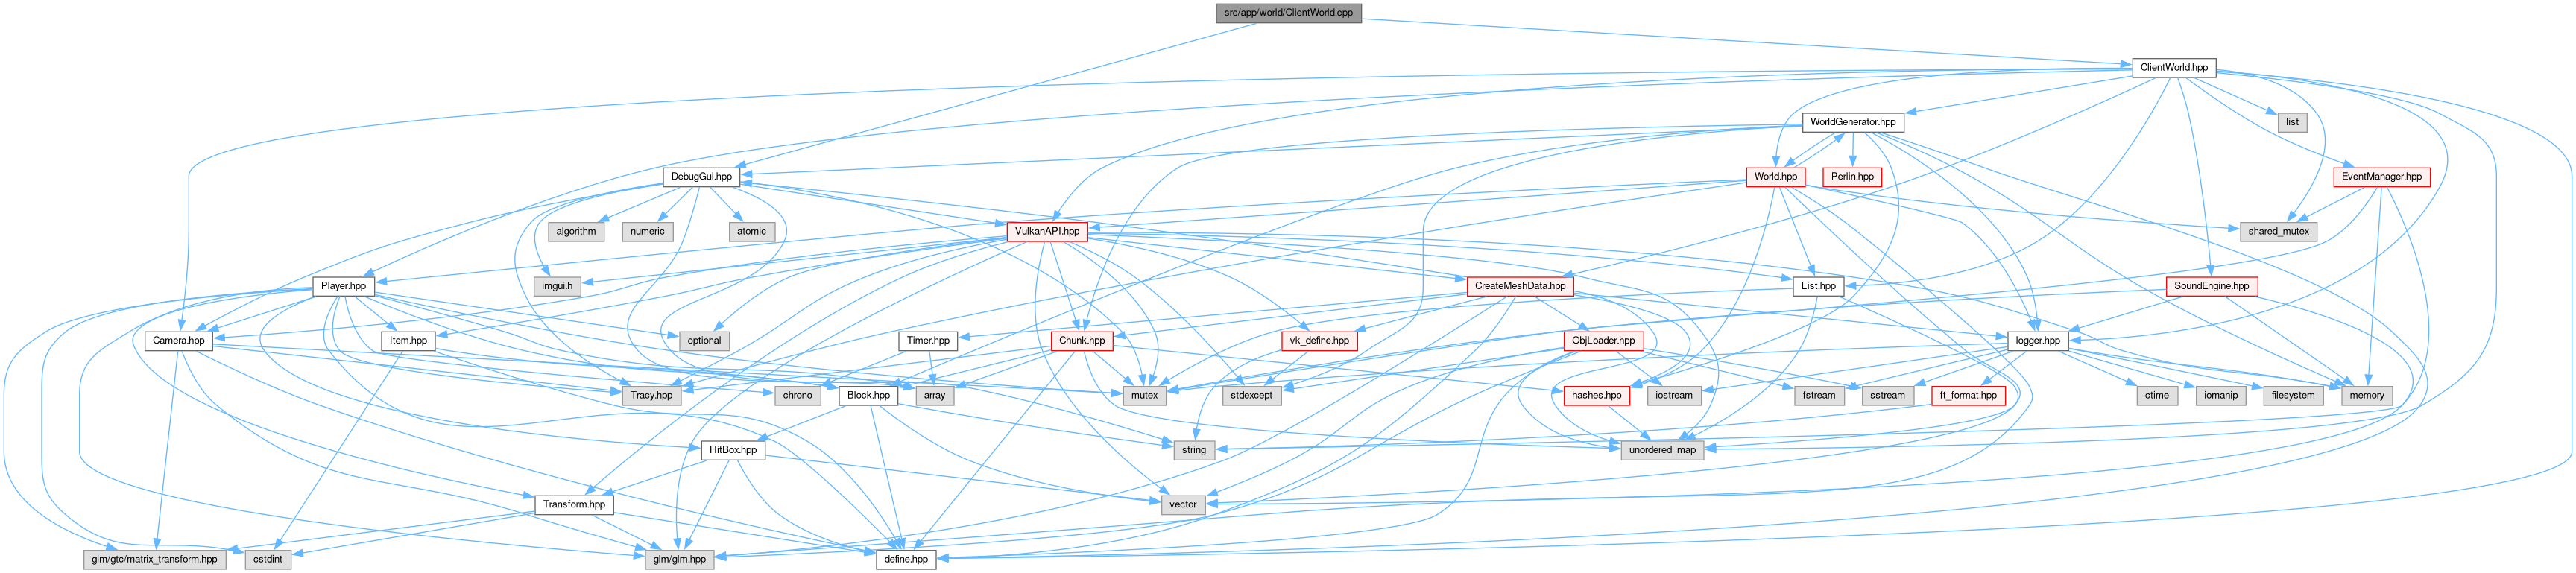 src/app/world/ClientWorld.cpp
ClientWorld.hpp
WorldGenerator.hpp
list
DebugGui.hpp
World.hpp
Perlin.hpp
EventManager.hpp
algorithm
numeric
atomic
VulkanAPI.hpp
shared_mutex
Player.hpp
imgui.h
CreateMeshData.hpp
List.hpp
SoundEngine.hpp
Camera.hpp
Item.hpp
optional
Timer.hpp
Chunk.hpp
vk_define.hpp
ObjLoader.hpp
logger.hpp
Tracy.hpp
chrono
Block.hpp
array
mutex
stdexcept
hashes.hpp
iostream
fstream
sstream
ft_format.hpp
ctime
iomanip
filesystem
memory
HitBox.hpp
string
unordered_map
Transform.hpp
vector
glm/gtc/matrix_transform.hpp
cstdint
glm/glm.hpp
define.hpp